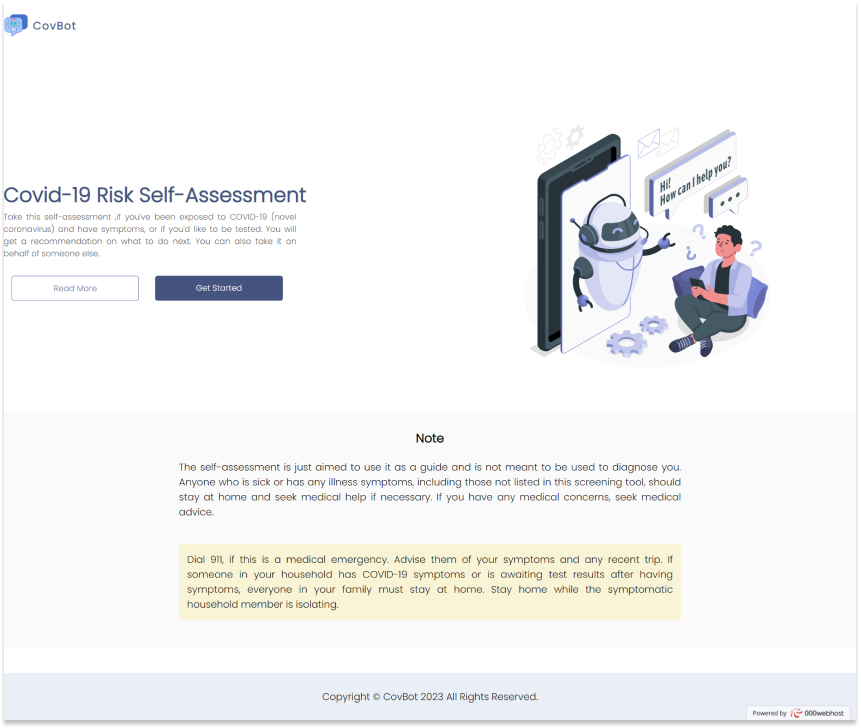 CovBot
Hi!
How can I help you?
Covid-19 Risk Self-Assessment
Take this self-assessment ,if you've been exposed to COVID-19 (novel
coronavirus) and have symptoms, or if you'd like to be tested. You will
get a recommendation on what to do next. You can also take it on
behalf of someone else.
Read More
Get Started
Note
The self-assessment is just aimed to use it as a guide and is not meant to be used to diagnose you.
Anyone who is sick or has any illness symptoms, including those not listed in this screening tool, should
stay at home and seek medical help if necessary. If you have any medical concerns, seek medical
advice.
Dial 911, if this is a medical emergency. Advise them of your symptoms and any recent trip. If
someone in your household has COVID-19 symptoms or is awaiting test results after having
symptoms, everyone in your family must stay at home. Stay home while the symptomatic
household member is isolating.
Copyright © CovBot 2023 All Rights Reserved.
Powered by 000webhost